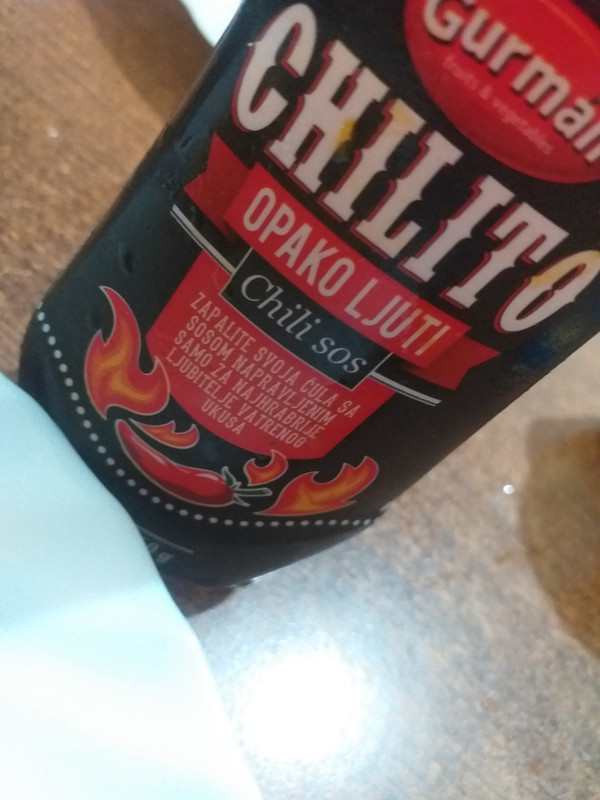 Gurmán
fruits & vegetables
CHILITO
OPAKO LJUTI
Chili sos
ZAPALITE SVOJA ČULA SA
SOSOM NAPRAVLJENIM
SAMO ZA NAJHRABRIJE
LJUBITELJE VATRENOG
UKUSA